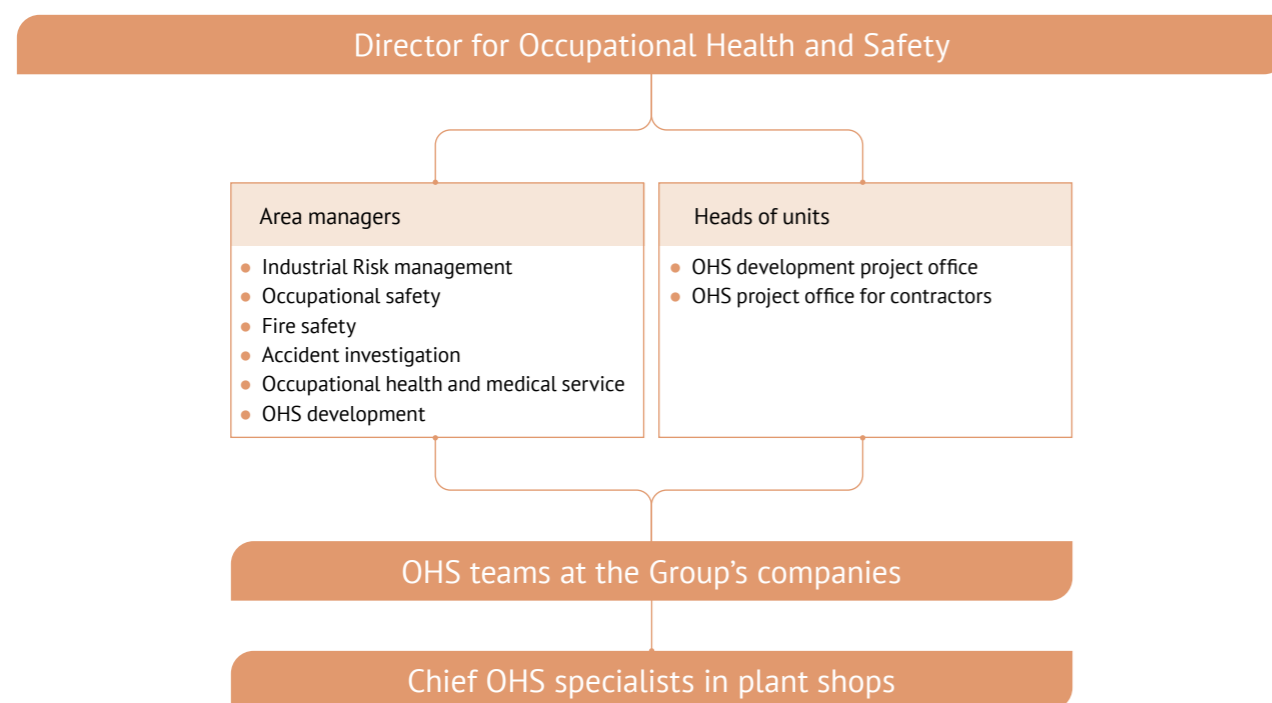 Director for Occupational Health and Safety
Area managers
Industrial Risk management
Occupational safety
Fire safety
Accident investigation
Occupational health and medical service
OHS development
Heads of units
OHS development project office
OHS project office for contractors
OHS teams at the Group’s companies
Chief OHS specialists in plant shops